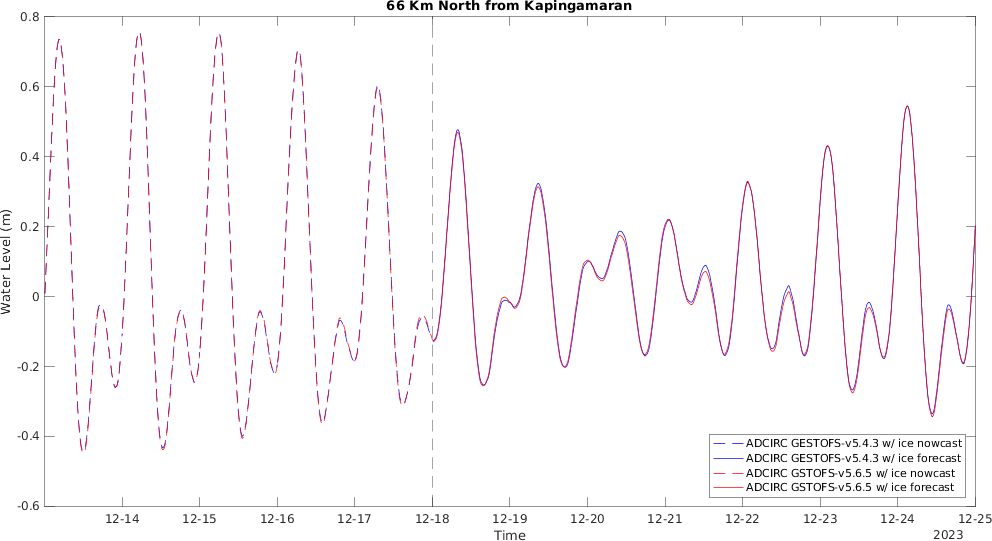 66 Km North from Kapingamaran
Water Level (m)
0.8
0.6
0.4
0.2
0
-0.2
-0.4
-0.6
ADCIRC GESTOFS-v5.4.3 w/ ice nowcast
ADCIRC GESTOFS-v5.4.3 w/ ice forecast
ADCIRC GSTOFS-v5.6.5 w/ ice nowcast
ADCIRC GSTOFS-v5.6.5 w/ ice forecast
12-14 12-15 12-16 12-17 12-18 12-19 12-20 12-21 12-22 12-23 12-24 12-25
Time
2023